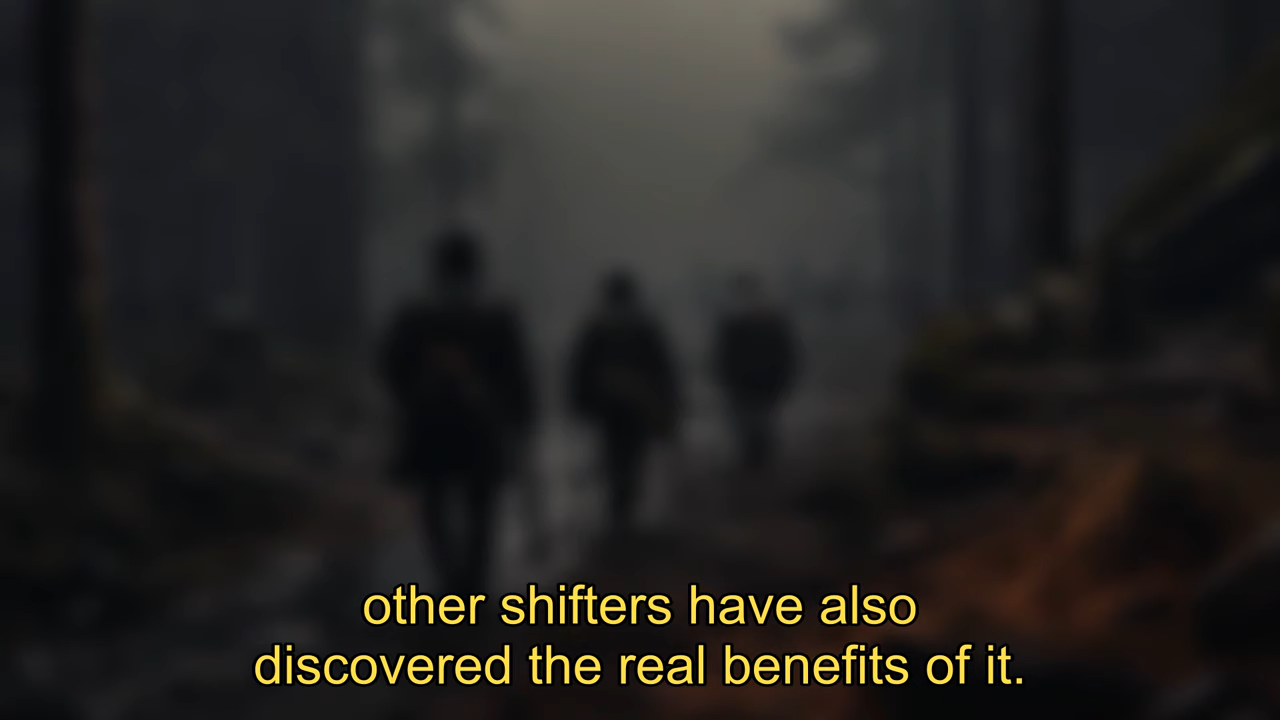 other shifters have also
discovered the real benefits of it.